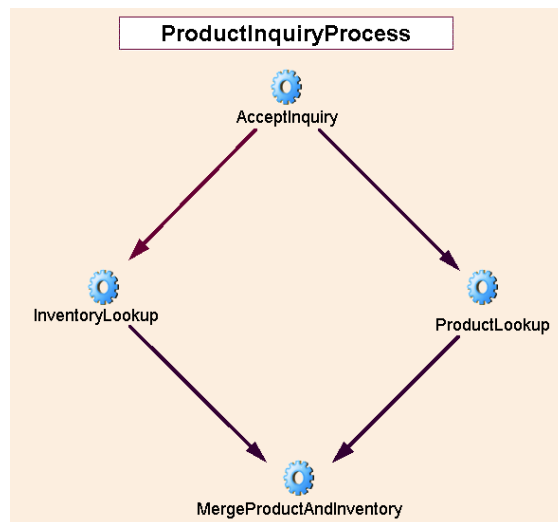 ProductInquiryProcess
AcceptInquiry
InventoryLookup
ProductLookup
MergeProductAndInventory